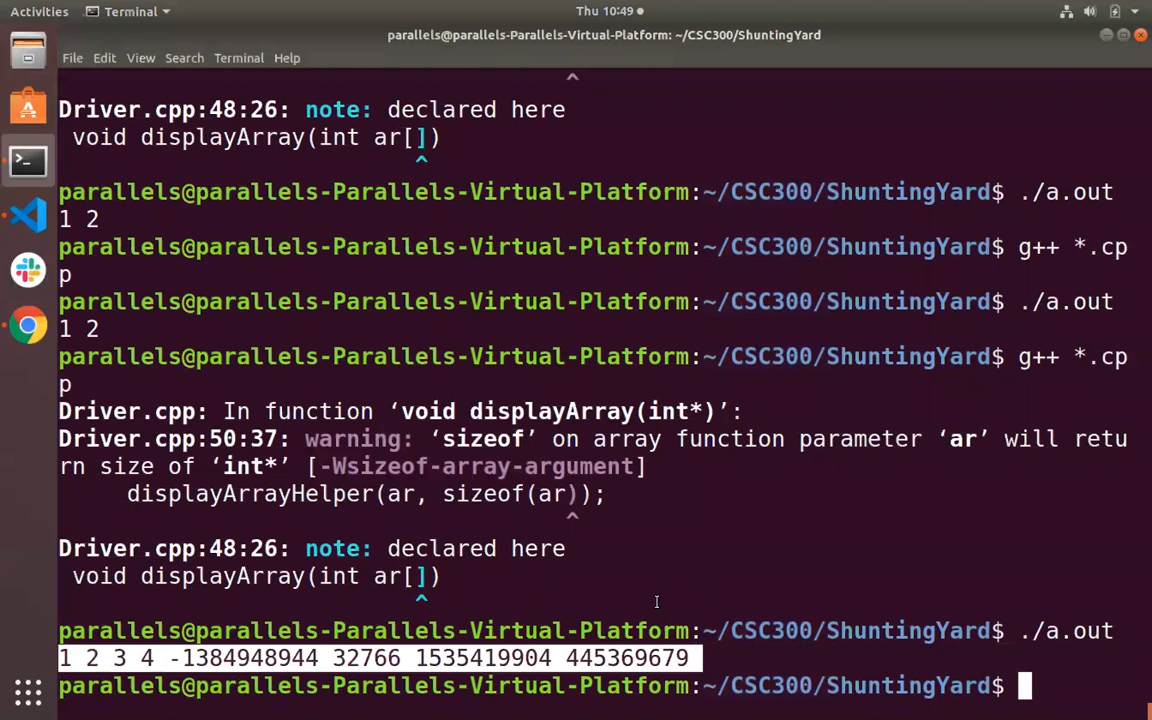 Activities Terminal Thu 10:49
parallels@parallels-Parallels-Virtual-Platform: ~/CSC300/ShuntingYard
File Edit View Search Terminal Help
^
Driver.cpp:48:26: note: declared here
void displayArray(int ar[])
^
parallels@parallels-Parallels-Virtual-Platform:~/CSC300/ShuntingYard$ ./a.out
1 2
parallels@parallels-Parallels-Virtual-Platform:~/CSC300/ShuntingYard$ g++ *.cp
p
parallels@parallels-Parallels-Virtual-Platform:~/CSC300/ShuntingYard$ ./a.out
1 2
parallels@parallels-Parallels-Virtual-Platform:~/CSC300/ShuntingYard$ g++ *.cp
p
Driver.cpp: In function ‘void displayArray(int*)’:
Driver.cpp:50:37: warning: ‘sizeof’ on array function parameter ‘ar’ will retu
rn size of ‘int*’ [-Wsizeof-array-argument]
displayArrayHelper(ar, sizeof(ar));
^
Driver.cpp:48:26: note: declared here
void displayArray(int ar[])
^
parallels@parallels-Parallels-Virtual-Platform:~/CSC300/ShuntingYard$ ./a.out
1 2 3 4 -1384948944 32766 1535419904 445369679
parallels@parallels-Parallels-Virtual-Platform:~/CSC300/ShuntingYard$